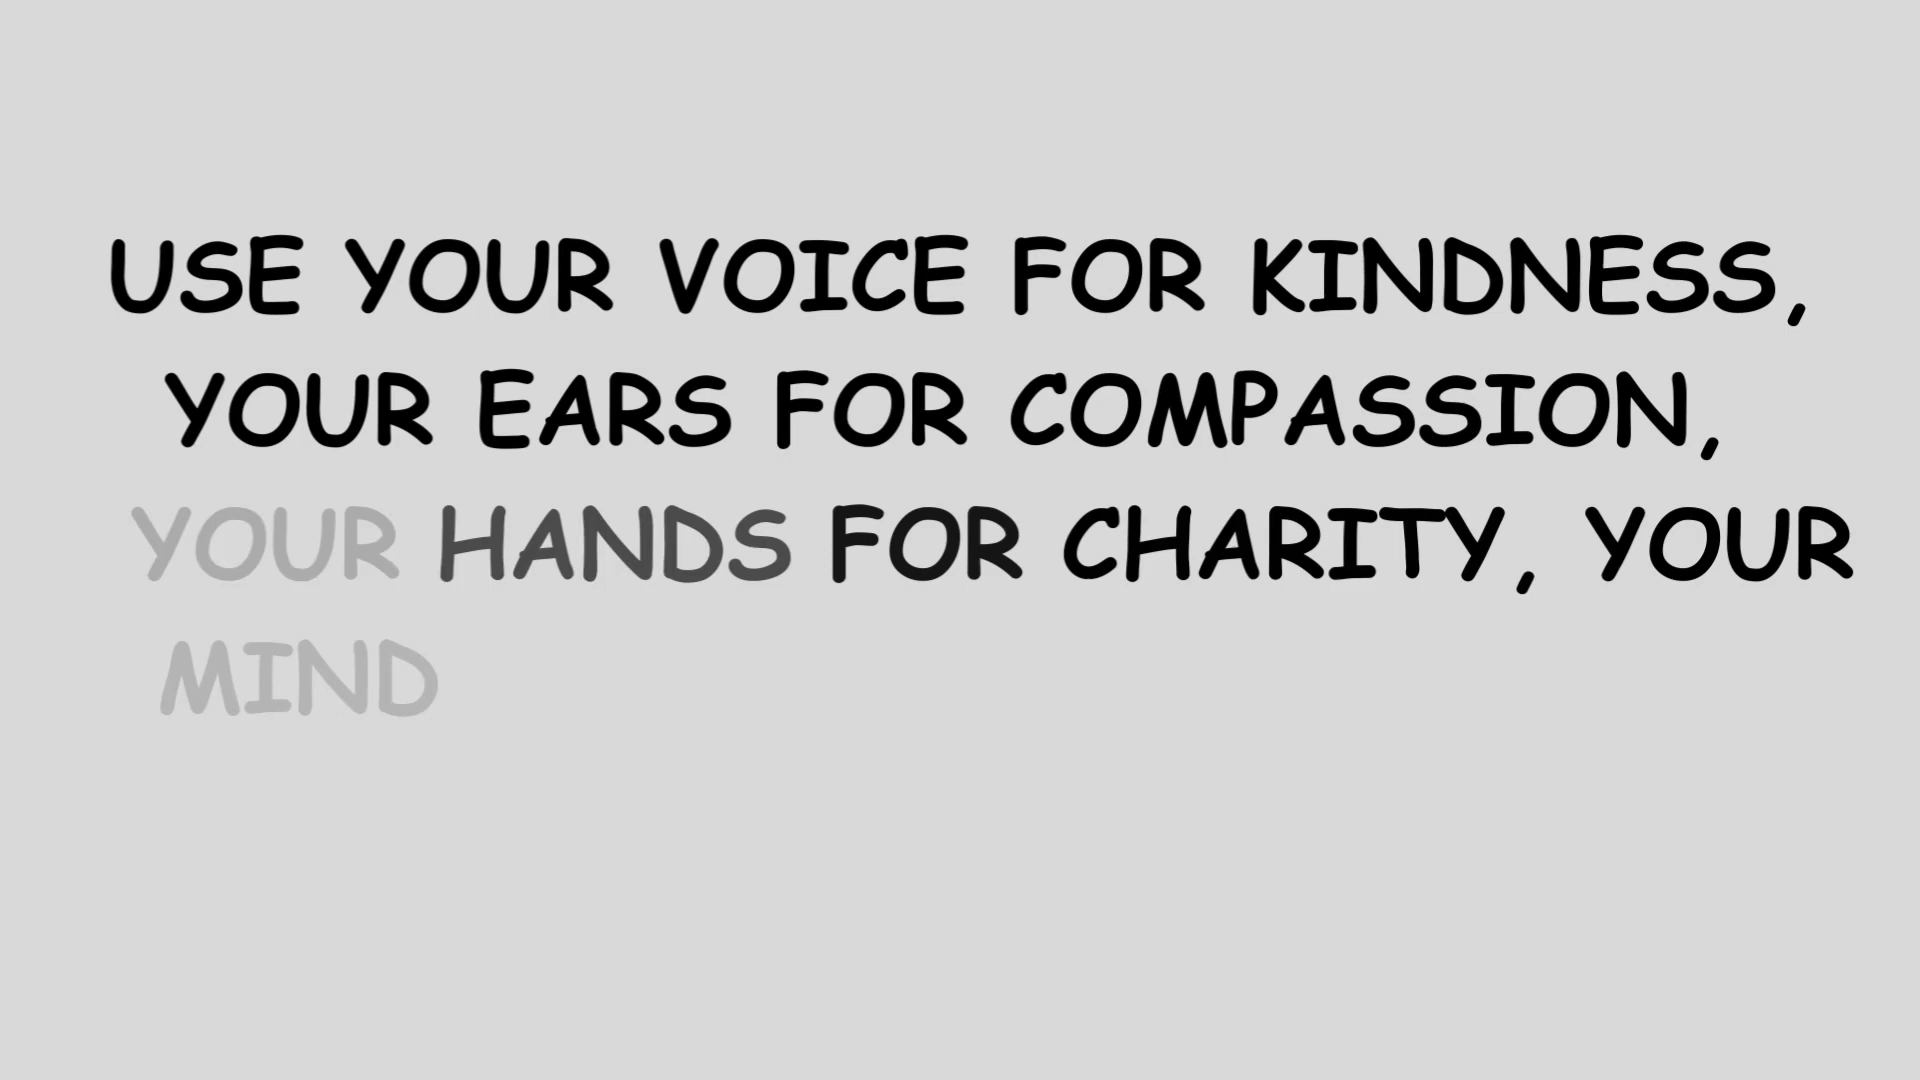 USE YOUR VOICE FOR KINDNESS,
YOUR EARS FOR COMPASSION,
YOUR HANDS FOR CHARITY, YOUR
MIND